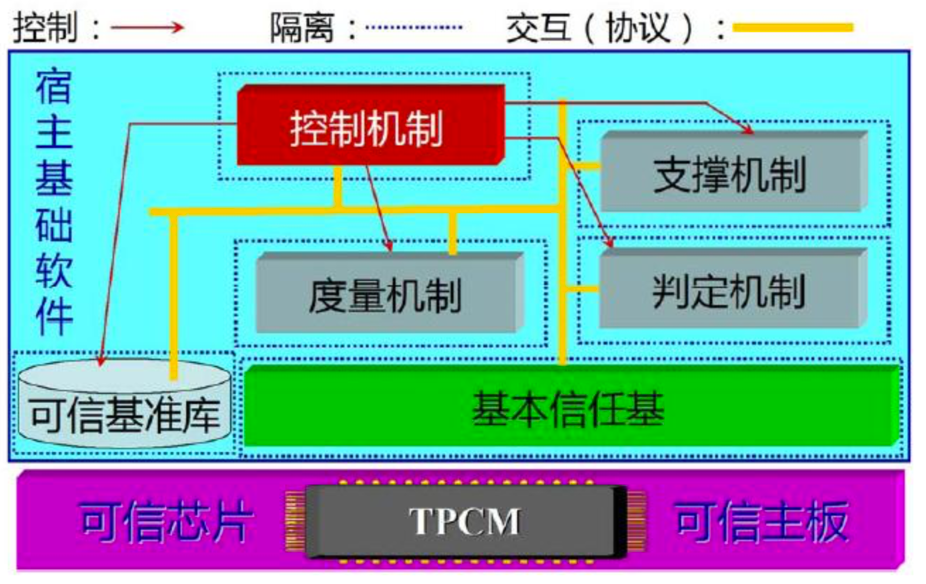 控制： 隔离： 交互（协议）：
宿主基础软件
控制机制
支撑机制
度量机制
判定机制
可信基准库
基本信任基
可信芯片 TPCM 可信主板